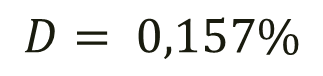 D = 0,157%